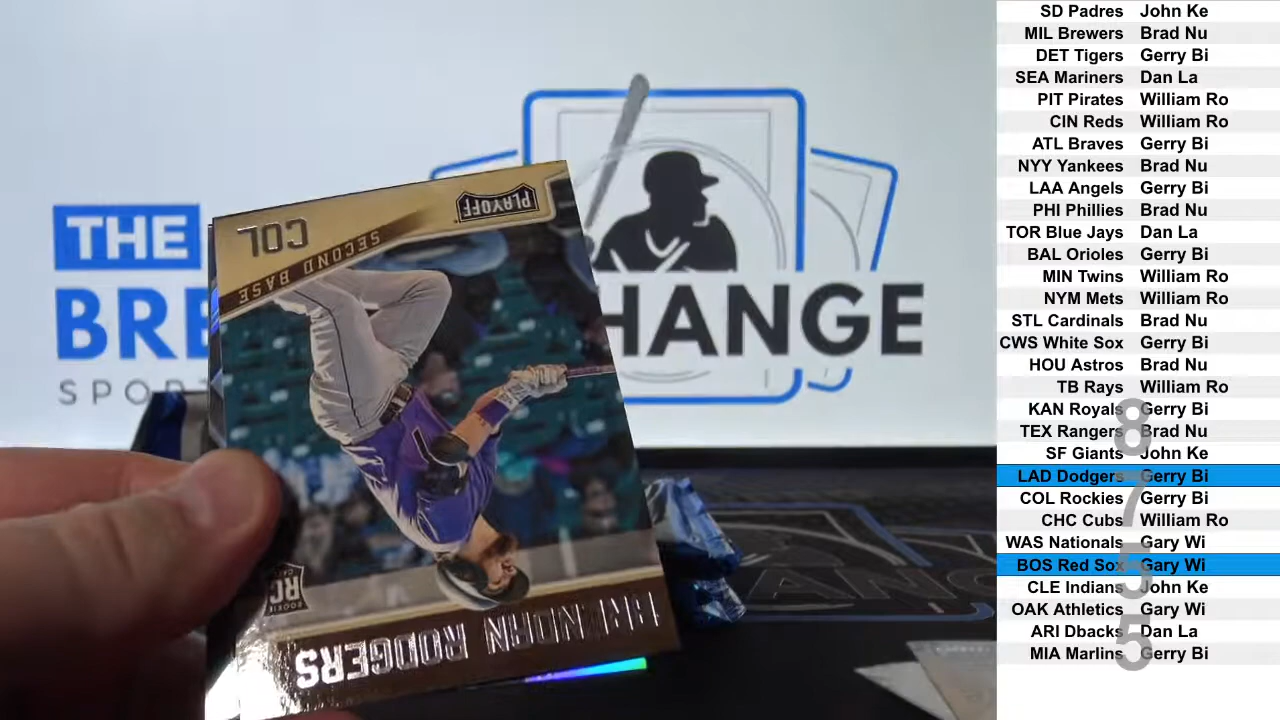 THE
BRE
HANGE
SPORT
PLAYOFF
COL
SECOND BASE
RC
ROOKIE
BRENDAN RODGERS
SD Padres John Ke
MIL Brewers Brad Nu
DET Tigers Gerry Bi
SEA Mariners Dan La
PIT Pirates William Ro
CIN Reds William Ro
ATL Braves Gerry Bi
NYY Yankees Brad Nu
LAA Angels Gerry Bi
PHI Phillies Brad Nu
TOR Blue Jays Dan La
BAL Orioles Gerry Bi
MIN Twins William Ro
NYM Mets William Ro
STL Cardinals Brad Nu
CWS White Sox Gerry Bi
HOU Astros Brad Nu
TB Rays William Ro
KAN Royals Gerry Bi
TEX Rangers Brad Nu
SF Giants John Ke
LAD Dodgers Gerry Bi
COL Rockies Gerry Bi
CHC Cubs William Ro
WAS Nationals Gary Wi
BOS Red Sox Gary Wi
CLE Indians John Ke
OAK Athletics Gary Wi
ARI Dbacks Dan La
MIA Marlins Gerry Bi
8
7
5
5